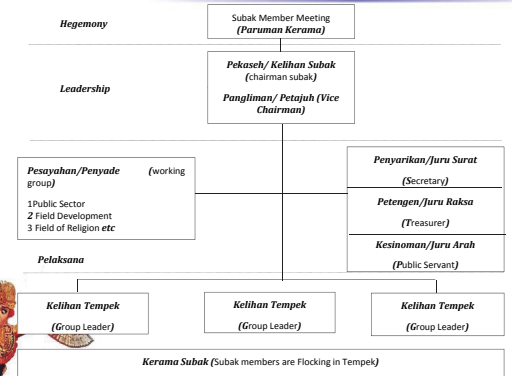 Hegemony
Subak Member Meeting
(Paruman Kerama)
Leadership
Pekaseh/ Kelihan Subak
(chairman subak)
Pangliman/ Petajuh (Vice
Chairman)
Pesayahan/Penyade (working
group)
1Public Sector
2 Field Development
3 Field of Religion etc
Penyarikan/Juru Surat
(Secretary)
Petengen/Juru Raksa
(Treasurer)
Kesinoman/Juru Arah
(Public Servant)
Pelaksana
Kelihan Tempek
(Group Leader)
Kelihan Tempek
(Group Leader)
Kelihan Tempek
(Group Leader)
Kerama Subak (Subak members are Flocking in Tempek)